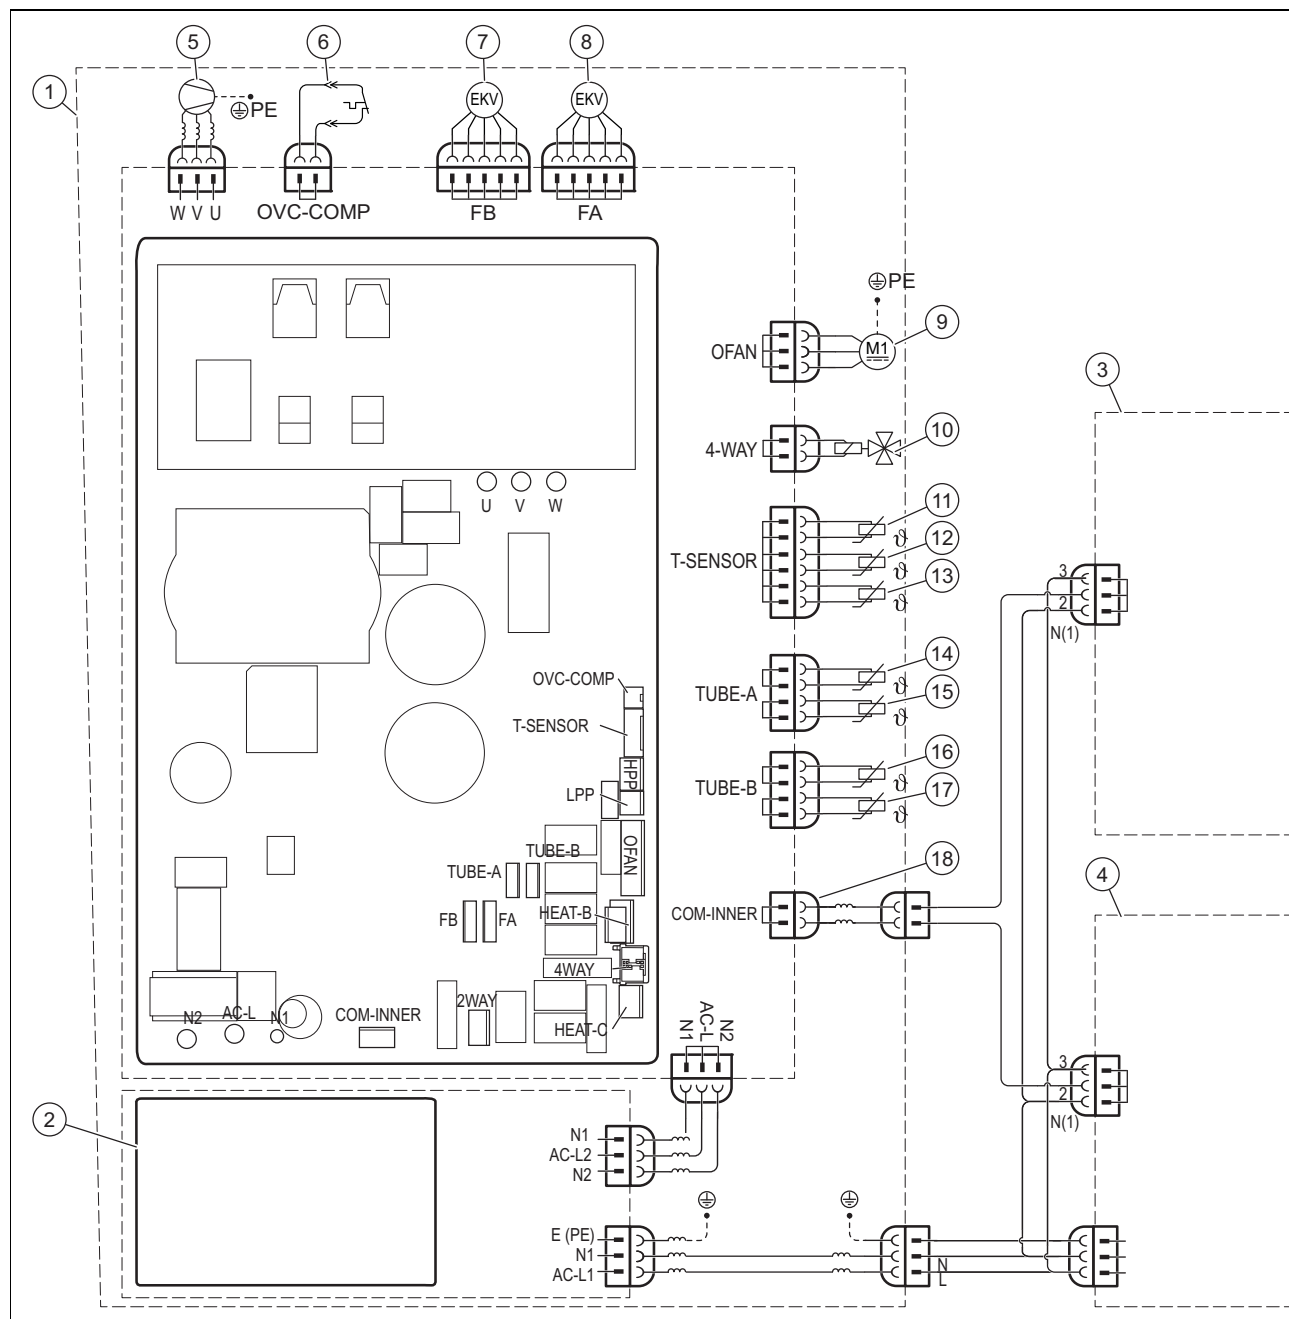 5
6
7
8
1
PE
EKV
EKV
W V U
OVC-COMP
FB
FA
PE
9
OFAN
M1
3
4-WAY
10
U
V
W
11
ϑ
12
T-SENSOR
ϑ
13
ϑ
3
2
N(1)
14
OVC-COMP
TUBE-A
ϑ
15
T-SENSOR
ϑ
16
HPP
TUBE-B
ϑ
17
LPP
ϑ
OFAN
TUBE-B
TUBE-A
18
4
FB
FA
HEAT-B
COM-INNER
4WAY
N2
AC-L
N1
COM-INNER
2WAY
HEAT-C
N1
AC-L
N2
3
2
N(1)
2
N1
AC-L2
N2
E (PE)
N1
AC-L1
N
L